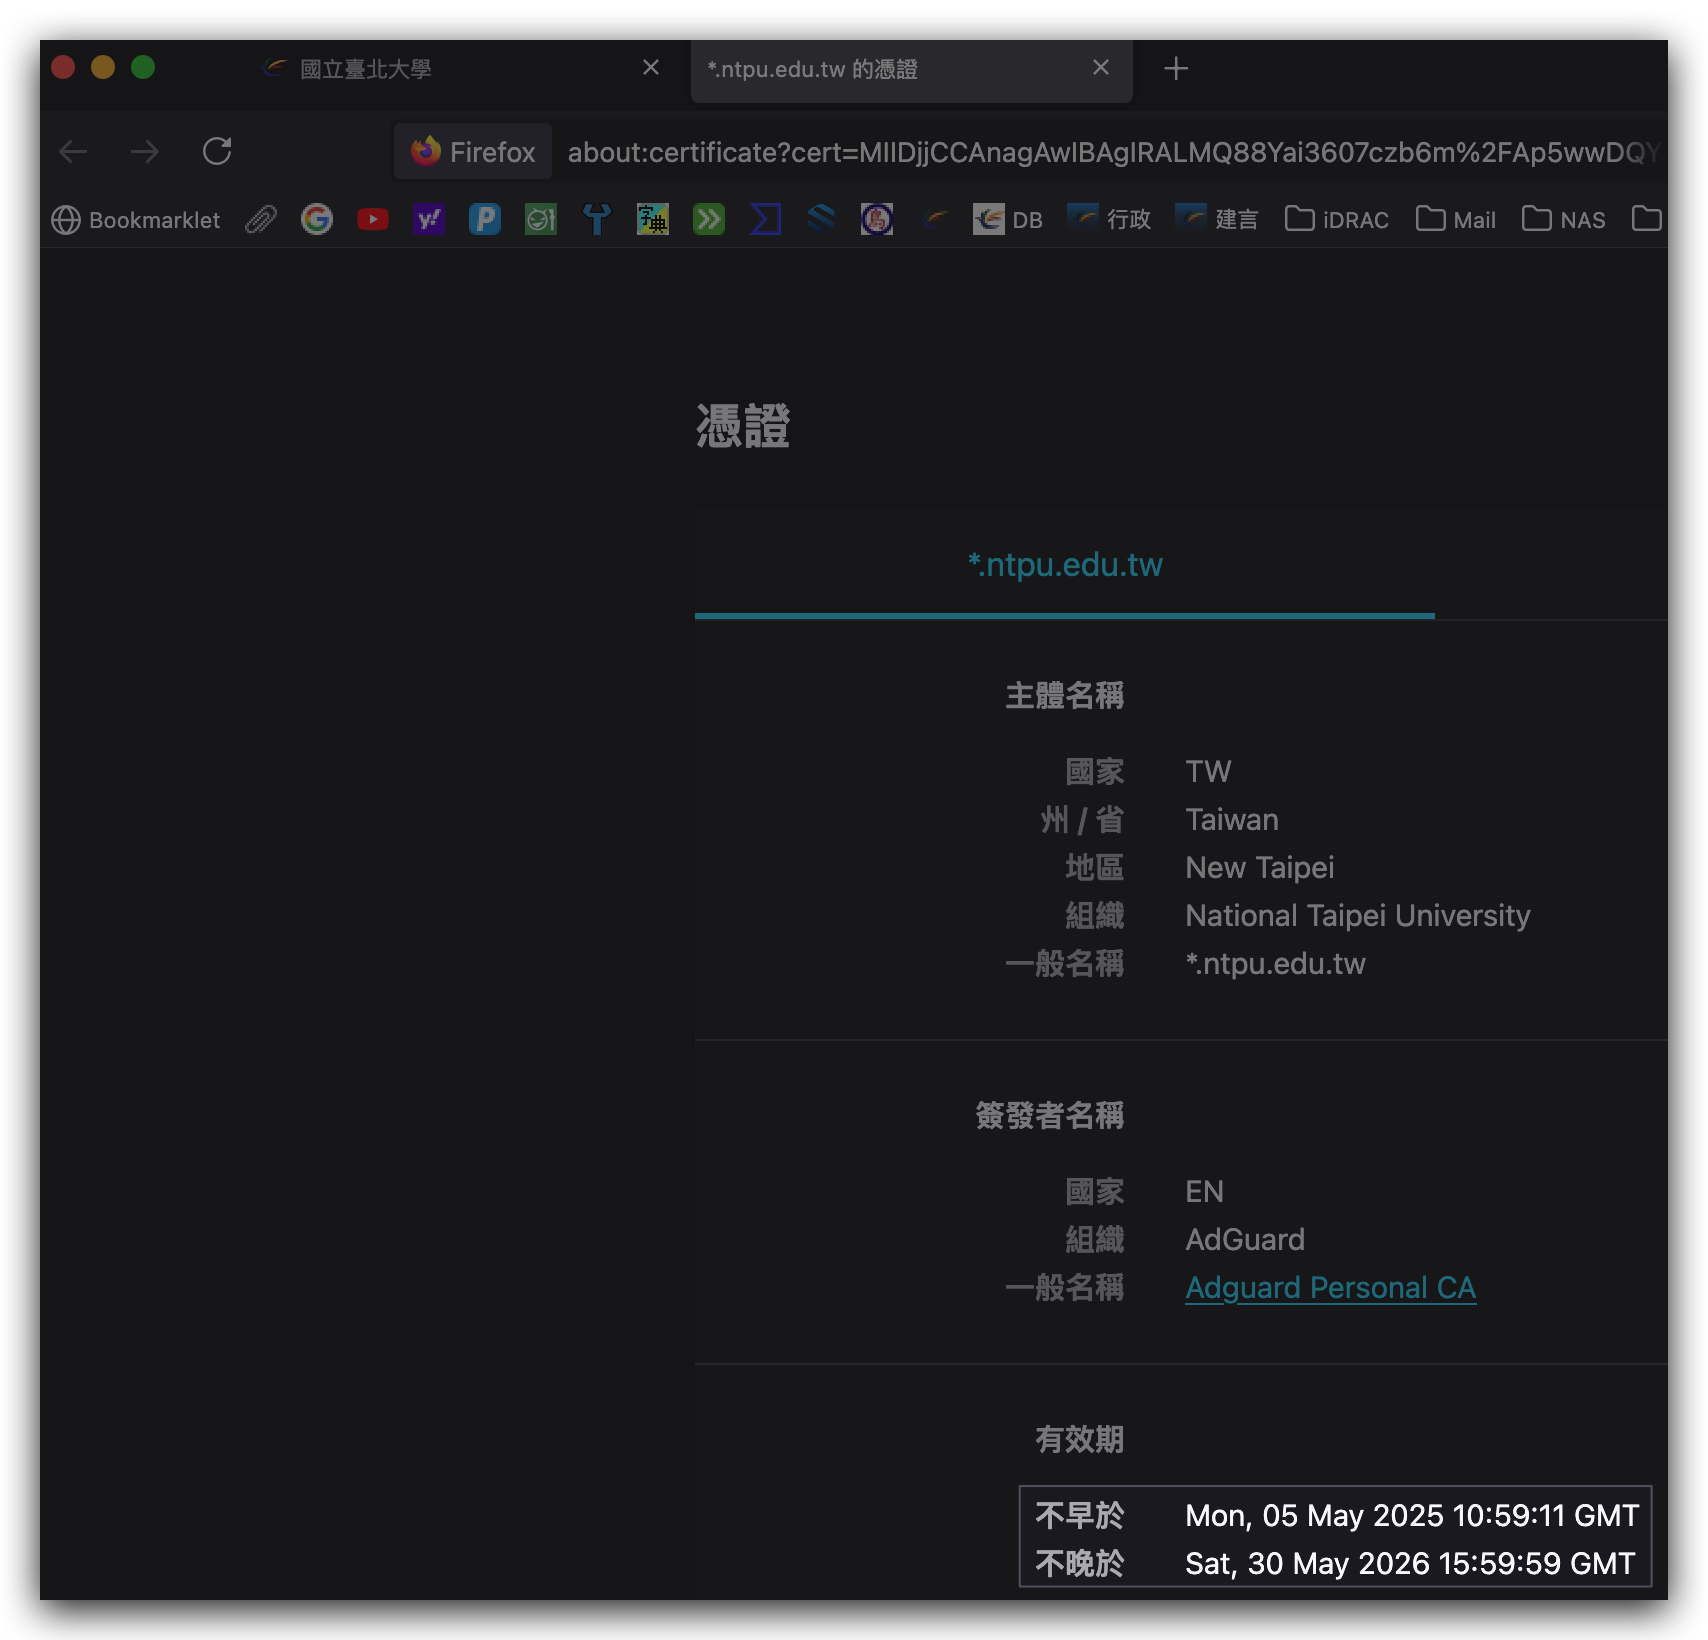 國立臺北大學
*.ntpu.edu.tw 的憑證
Firefox about:certificate?cert=MIIDjjCCAnagAwIBAgIRALMQ88Yai3607czb6m%2FAp5wwDQY
Bookmarklet DB 行政 建言 iDRAC Mail NAS
憑證
*.ntpu.edu.tw
主體名稱
國家 TW
州 / 省 Taiwan
地區 New Taipei
組織 National Taipei University
一般名稱 *.ntpu.edu.tw
簽發者名稱
國家 EN
組織 AdGuard
一般名稱 Adguard Personal CA
有效期
不早於 Mon, 05 May 2025 10:59:11 GMT
不晚於 Sat, 30 May 2026 15:59:59 GMT